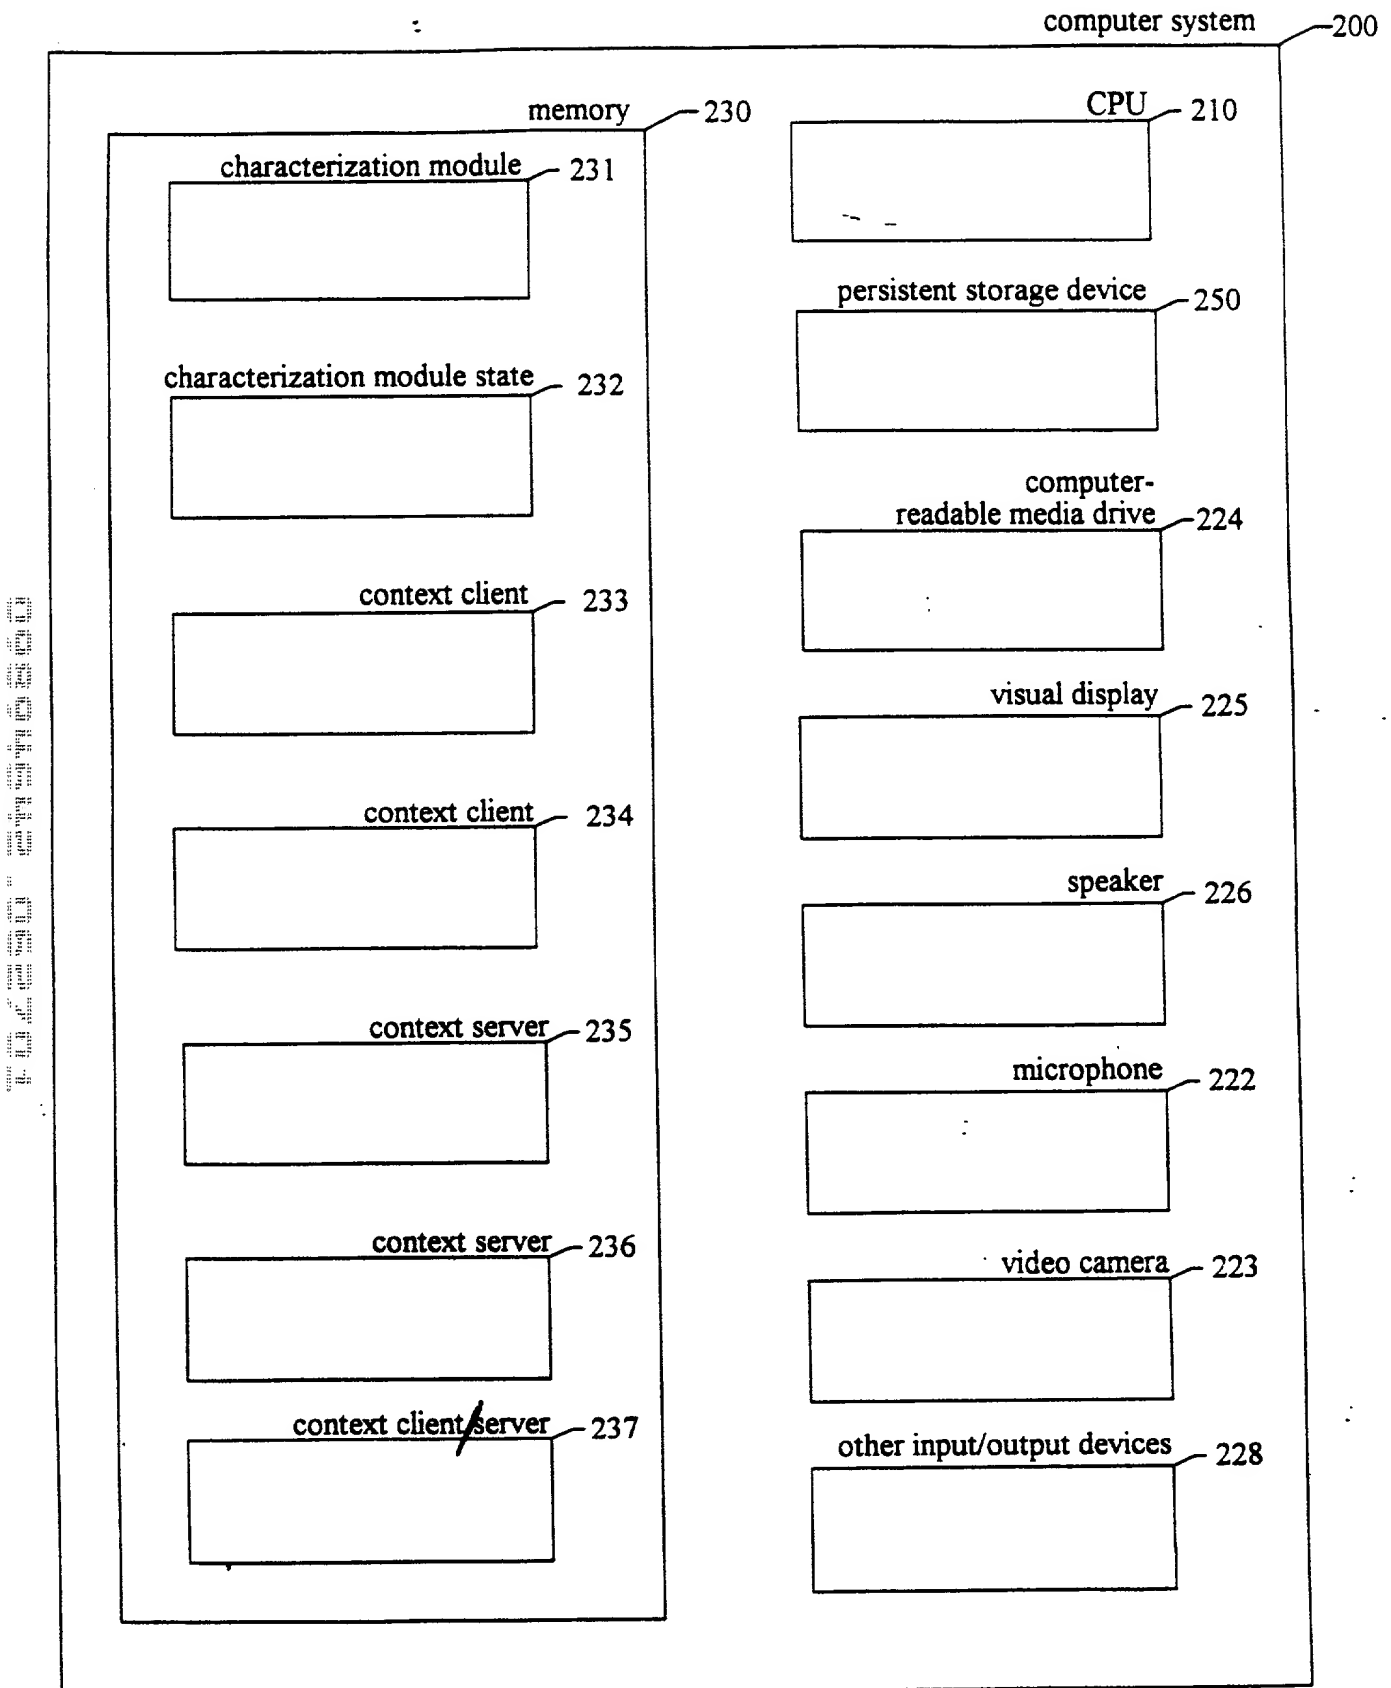 computer system 200
memory 230
characterization module 231
characterization module state 232
context client 233
context client 234
context server 235
context server 236
context client/server 237
CPU 210
persistent storage device 250
computer-
readable media drive 224
visual display 225
speaker 226
microphone 222
video camera 223
other input/output devices 228